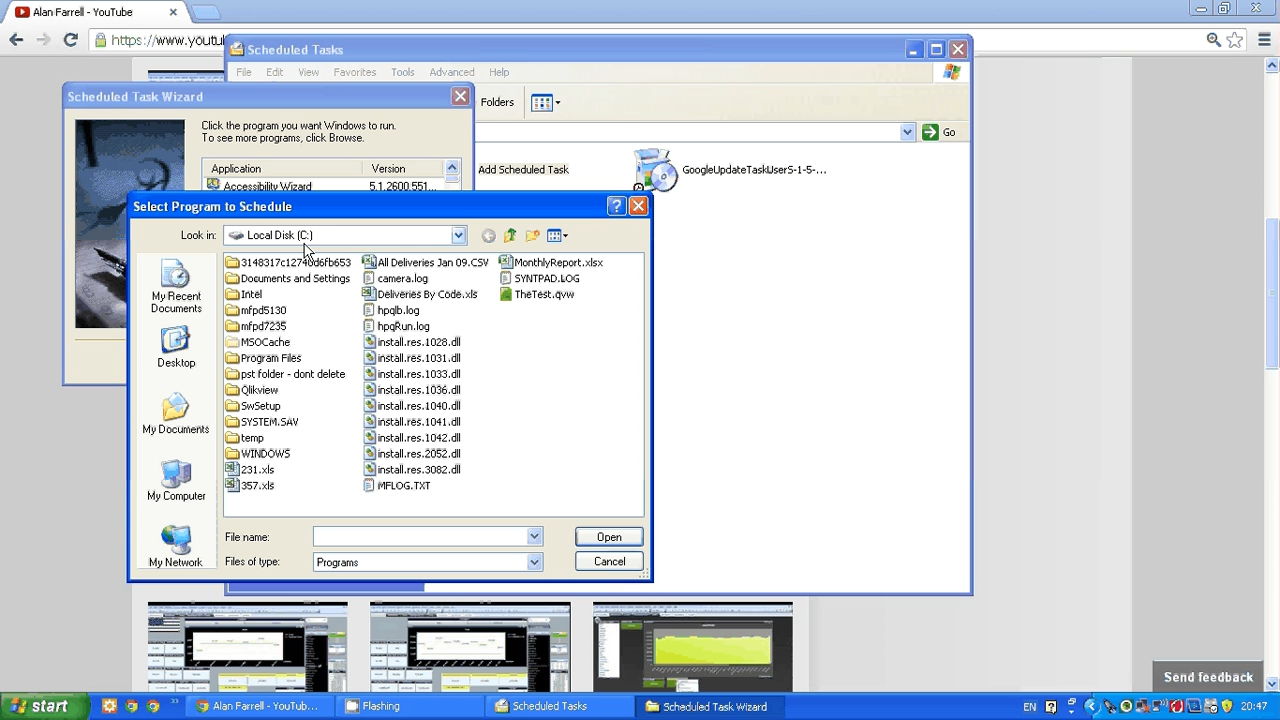 Alan Farrell - YouTube
https://www.youtu
Scheduled Tasks
File Edit View Favorites Tools Advanced Help
Folders
Go
Add Scheduled Task
GoogleUpdateTaskUserS-1-5-...
Scheduled Task Wizard
Click the program you want Windows to run.
To see more programs, click Browse.
Application Version
Accessibility Wizard 5.1.2600.551...
Select Program to Schedule
Look in: Local Disk (C:)
My Recent Documents
Desktop
My Documents
My Computer
My Network
Documents and Settings
Intel
mfpd5130
mfpd7235
MSOCache
Program Files
pst folder - dont delete
Qlikview
SwSetup
SYSTEM.SAV
temp
WINDOWS
231.xls
357.xls
All Deliveries Jan 09.CSV
camera.log
Deliveries By Code.xls
hpqlb.log
hpqRun.log
install.res.1028.dll
install.res.1031.dll
install.res.1033.dll
install.res.1036.dll
install.res.1040.dll
install.res.1041.dll
install.res.1042.dll
install.res.2052.dll
install.res.3082.dll
MFLOG.TXT
MonthlyReport.xlsx
SYNTPAD.LOG
TheTest.qvw
File name:
Open
Files of type: Programs
Cancel
Send feedback
start
Alan Farrell - YouTub...
Flashing
Scheduled Tasks
Scheduled Task Wizard
EN
20:47